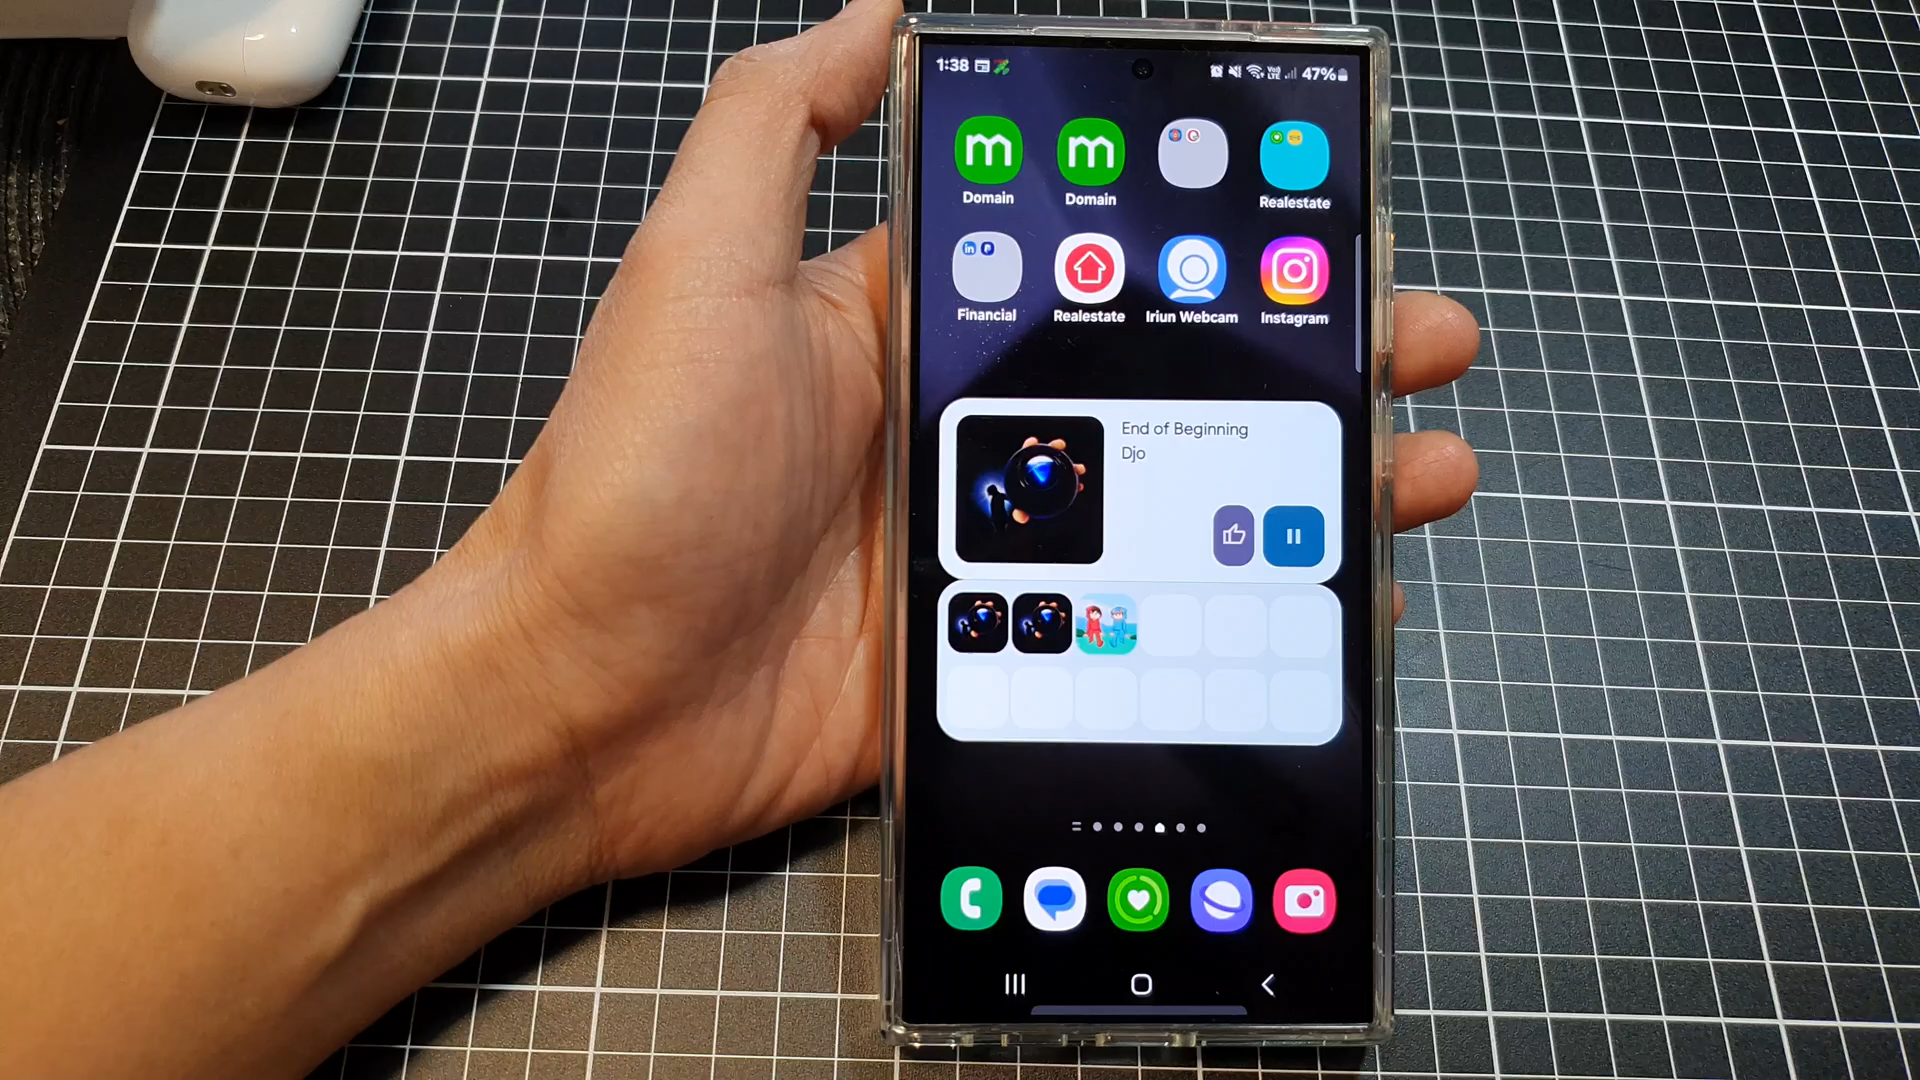 1:38 47%
Domain Domain Realestate
Financial Realestate Iriun Webcam Instagram
End of Beginning
Djo